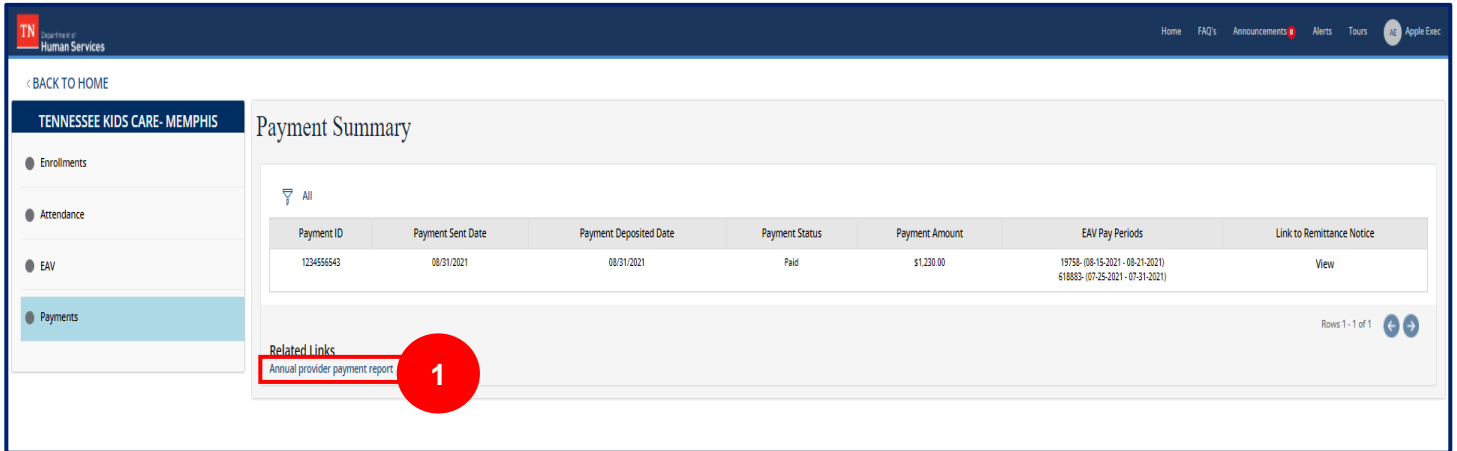 TN Department of
Human Services
Home FAQ's Announcements 0 Alerts Tours AE Apple Exec
< BACK TO HOME
TENNESSEE KIDS CARE- MEMPHIS
Enrollments
Attendance
EAV
Payments
Payment Summary
All
Payment ID Payment Sent Date Payment Deposited Date Payment Status Payment Amount EAV Pay Periods Link to Remittance Notice
1234556543 08/31/2021 08/31/2021 Paid $1,230.00 19758- (08-15-2021 - 08-21-2021) View
618883- (07-25-2021 - 07-31-2021)
Rows 1 - 1 of 1
Related Links
Annual provider payment report
1